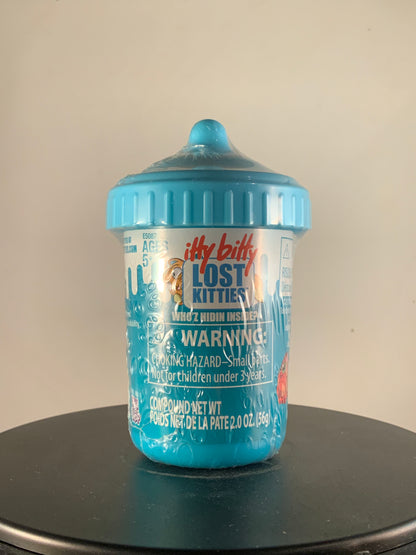 E5087
AGES
5+
itty bitty
LOST
KITTIES
WHO'Z HIDIN INSIDE?
WARNING:
CHOKING HAZARD—Small parts.
Not for children under 3 years.
COMPOUND NET WT
POIDS NET DE LA PATE 2.0 OZ. (56g)